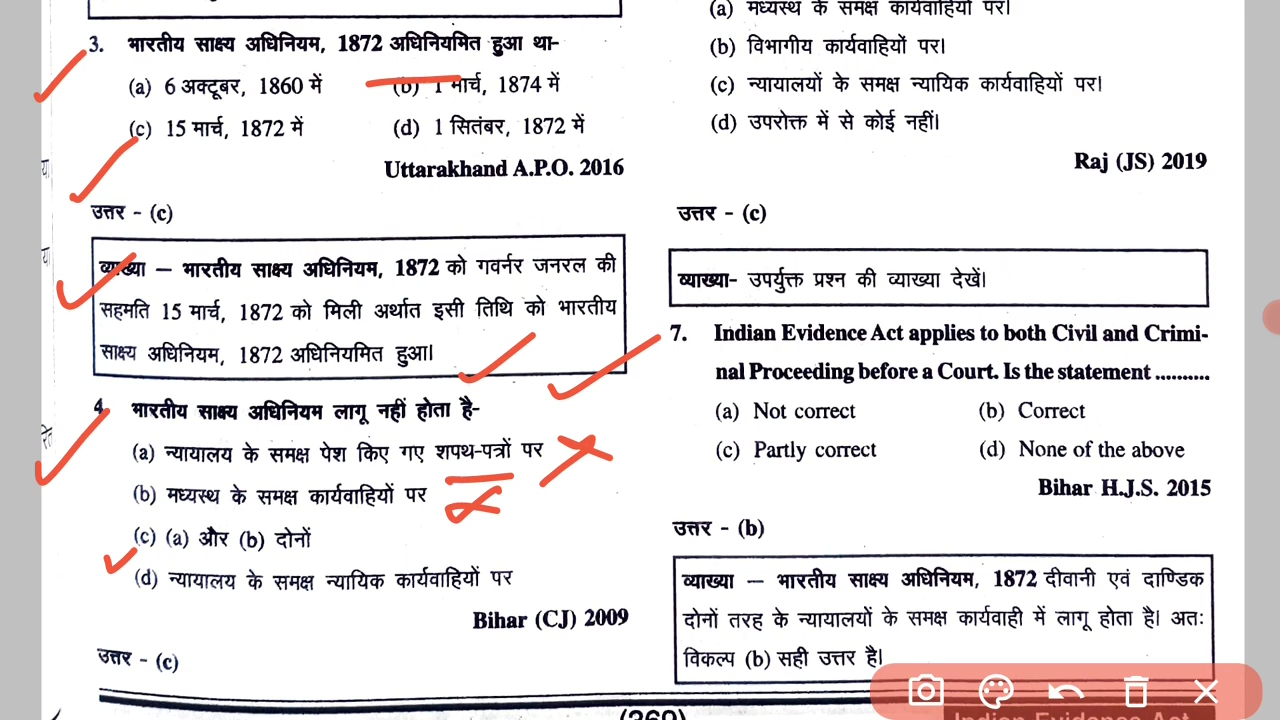 3. भारतीय साक्ष्य अधिनियम, 1872 अधिनियमित हुआ था-
(a) 6 अक्टूबर, 1860 में (b) 1 मार्च, 1874 में
(c) 15 मार्च, 1872 में (d) 1 सितंबर, 1872 में
Uttarakhand A.P.O. 2016
उत्तर - (c)
व्याख्या – भारतीय साक्ष्य अधिनियम, 1872 को गवर्नर जनरल की
सहमति 15 मार्च, 1872 को मिली अर्थात इसी तिथि को भारतीय
साक्ष्य अधिनियम, 1872 अधिनियमित हुआ।
4. भारतीय साक्ष्य अधिनियम लागू नहीं होता है-
(a) न्यायालय के समक्ष पेश किए गए शपथ-पत्रों पर
(b) मध्यस्थ के समक्ष कार्यवाहियों पर
(c) (a) और (b) दोनों
(d) न्यायालय के समक्ष न्यायिक कार्यवाहियों पर
Bihar (CJ) 2009
उत्तर - (c)
(a) मध्यस्थ के समक्ष कार्यवाहियों पर।
(b) विभागीय कार्यवाहियों पर।
(c) न्यायालयों के समक्ष न्यायिक कार्यवाहियों पर।
(d) उपरोक्त में से कोई नहीं।
Raj (JS) 2019
उत्तर - (c)
व्याख्या- उपर्युक्त प्रश्न की व्याख्या देखें।
7. Indian Evidence Act applies to both Civil and Crimi-
nal Proceeding before a Court. Is the statement ..........
(a) Not correct (b) Correct
(c) Partly correct (d) None of the above
Bihar H.J.S. 2015
उत्तर - (b)
व्याख्या – भारतीय साक्ष्य अधिनियम, 1872 दीवानी एवं दाण्डिक
दोनों तरह के न्यायालयों के समक्ष कार्यवाही में लागू होता है। अतः
विकल्प (b) सही उत्तर है।
(369)
Indian Evidence Act